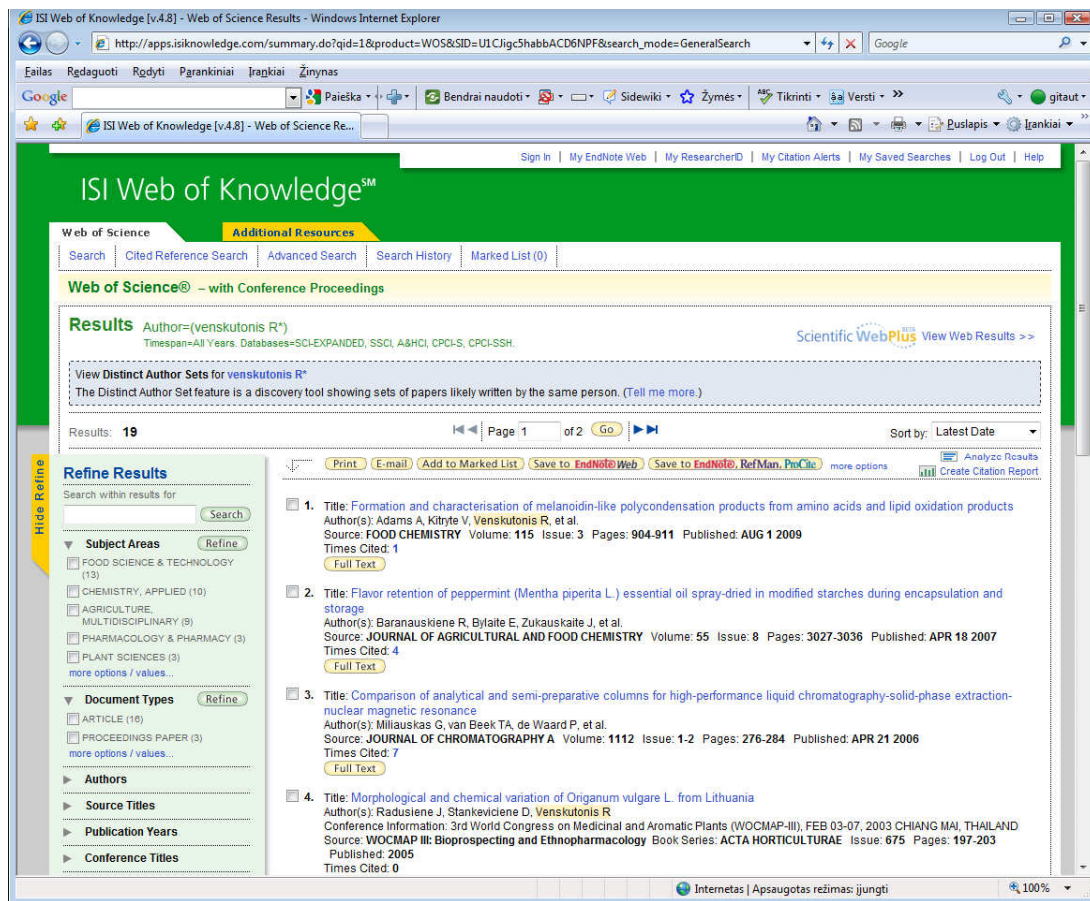 ISI Web of Knowledge [v.4.8] - Web of Science Results - Windows Internet Explorer
http://apps.isiknowledge.com/summary.do?qid=1&product=WOS&SID=U1CJigc5habbACD6NPF&search_mode=GeneralSearch Google
Failas Redaguoti Rodyti Parankiniai Įrankiai Žinynas
Google Paieška Bendrai naudoti Sidewiki Žymės Tikrinti Versti » gitaut
ISI Web of Knowledge [v.4.8] - Web of Science Re... Puslapis Įrankiai »
Sign In | My EndNote Web | My ResearcherID | My Citation Alerts | My Saved Searches | Log Out | Help
ISI Web of Knowledge℠
Web of Science Additional Resources
Search Cited Reference Search Advanced Search Search History Marked List (0)
Web of Science® – with Conference Proceedings
Results Author=(venskutonis R*)
Timespan=All Years. Databases=SCI-EXPANDED, SSCI, A&HCI, CPCI-S, CPCI-SSH.
Scientific WebPlus BETA View Web Results >>
View Distinct Author Sets for venskutonis R*
The Distinct Author Set feature is a discovery tool showing sets of papers likely written by the same person. (Tell me more.)
Results: 19 Page 1 of 2 Go Sort by: Latest Date
Hide Refine
Refine Results
Search within results for
Search
Subject Areas Refine
FOOD SCIENCE & TECHNOLOGY
(13)
CHEMISTRY, APPLIED (10)
AGRICULTURE,
MULTIDISCIPLINARY (9)
PHARMACOLOGY & PHARMACY (3)
PLANT SCIENCES (3)
more options / values...
Document Types Refine
ARTICLE (16)
PROCEEDINGS PAPER (3)
more options / values...
Authors
Source Titles
Publication Years
Conference Titles
Print E-mail Add to Marked List Save to EndNote Web Save to EndNote, RefMan, ProCite more options
Analyze Results
Create Citation Report
1. Title: Formation and characterisation of melanoidin-like polycondensation products from amino acids and lipid oxidation products
Author(s): Adams A, Kitryte V, Venskutonis R, et al.
Source: FOOD CHEMISTRY Volume: 115 Issue: 3 Pages: 904-911 Published: AUG 1 2009
Times Cited: 1
Full Text
2. Title: Flavor retention of peppermint (Mentha piperita L.) essential oil spray-dried in modified starches during encapsulation and
storage
Author(s): Baranauskiene R, Bylaite E, Zukauskaite J, et al.
Source: JOURNAL OF AGRICULTURAL AND FOOD CHEMISTRY Volume: 55 Issue: 8 Pages: 3027-3036 Published: APR 18 2007
Times Cited: 4
Full Text
3. Title: Comparison of analytical and semi-preparative columns for high-performance liquid chromatography-solid-phase extraction-
nuclear magnetic resonance
Author(s): Miliauskas G, van Beek TA, de Waard P, et al.
Source: JOURNAL OF CHROMATOGRAPHY A Volume: 1112 Issue: 1-2 Pages: 276-284 Published: APR 21 2006
Times Cited: 7
Full Text
4. Title: Morphological and chemical variation of Origanum vulgare L. from Lithuania
Author(s): Radusiene J, Stankeviciene D, Venskutonis R
Conference Information: 3rd World Congress on Medicinal and Aromatic Plants (WOCMAP-III), FEB 03-07, 2003 CHIANG MAI, THAILAND
Source: WOCMAP III: Bioprospecting and Ethnopharmacology Book Series: ACTA HORTICULTURAE Issue: 675 Pages: 197-203
Published: 2005
Times Cited: 0
Internetas | Apsaugotas režimas: įjungti 100%